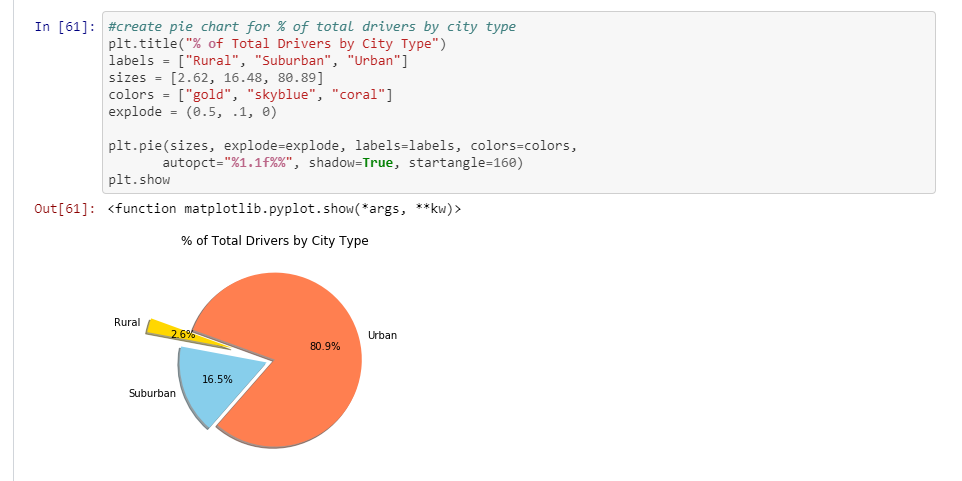 In [61]: #create pie chart for % of total drivers by city type
plt.title("% of Total Drivers by City Type")
labels = ["Rural", "Suburban", "Urban"]
sizes = [2.62, 16.48, 80.89]
colors = ["gold", "skyblue", "coral"]
explode = (0.5, .1, 0)
plt.pie(sizes, explode=explode, labels=labels, colors=colors,
autopct="%1.1f%%", shadow=True, startangle=160)
plt.show
Out[61]: <function matplotlib.pyplot.show(*args, **kw)>
% of Total Drivers by City Type
Rural
2.6%
Urban
80.9%
16.5%
Suburban